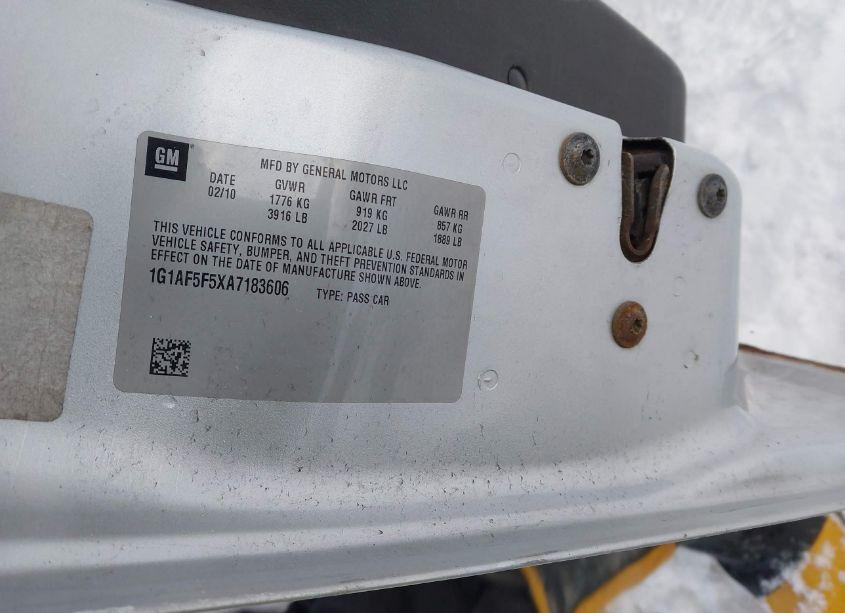 GM
MFD BY GENERAL MOTORS LLC
DATE GVWR GAWR FRT GAWR RR
02/10 1776 KG 919 KG 857 KG
3916 LB 2027 LB 1889 LB
THIS VEHICLE CONFORMS TO ALL APPLICABLE U.S. FEDERAL MOTOR
VEHICLE SAFETY, BUMPER, AND THEFT PREVENTION STANDARDS IN
EFFECT ON THE DATE OF MANUFACTURE SHOWN ABOVE.
1G1AF5F5XA7183606 TYPE: PASS CAR